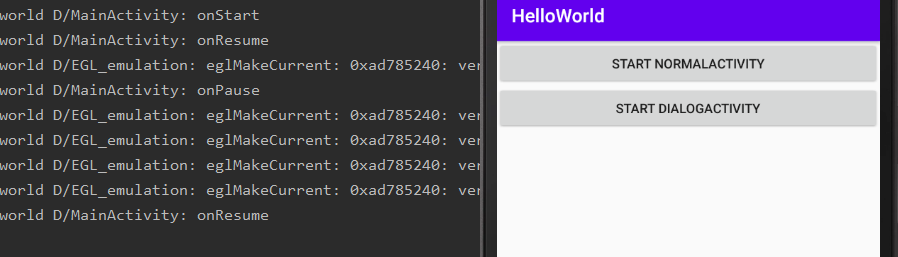 world D/MainActivity: onStart
world D/MainActivity: onResume
world D/EGL_emulation: eglMakeCurrent: 0xad785240: ver
world D/MainActivity: onPause
world D/EGL_emulation: eglMakeCurrent: 0xad785240: ver
world D/EGL_emulation: eglMakeCurrent: 0xad785240: ver
world D/EGL_emulation: eglMakeCurrent: 0xad785240: ver
world D/EGL_emulation: eglMakeCurrent: 0xad785240: ver
world D/MainActivity: onResume
HelloWorld
START NORMALACTIVITY
START DIALOGACTIVITY